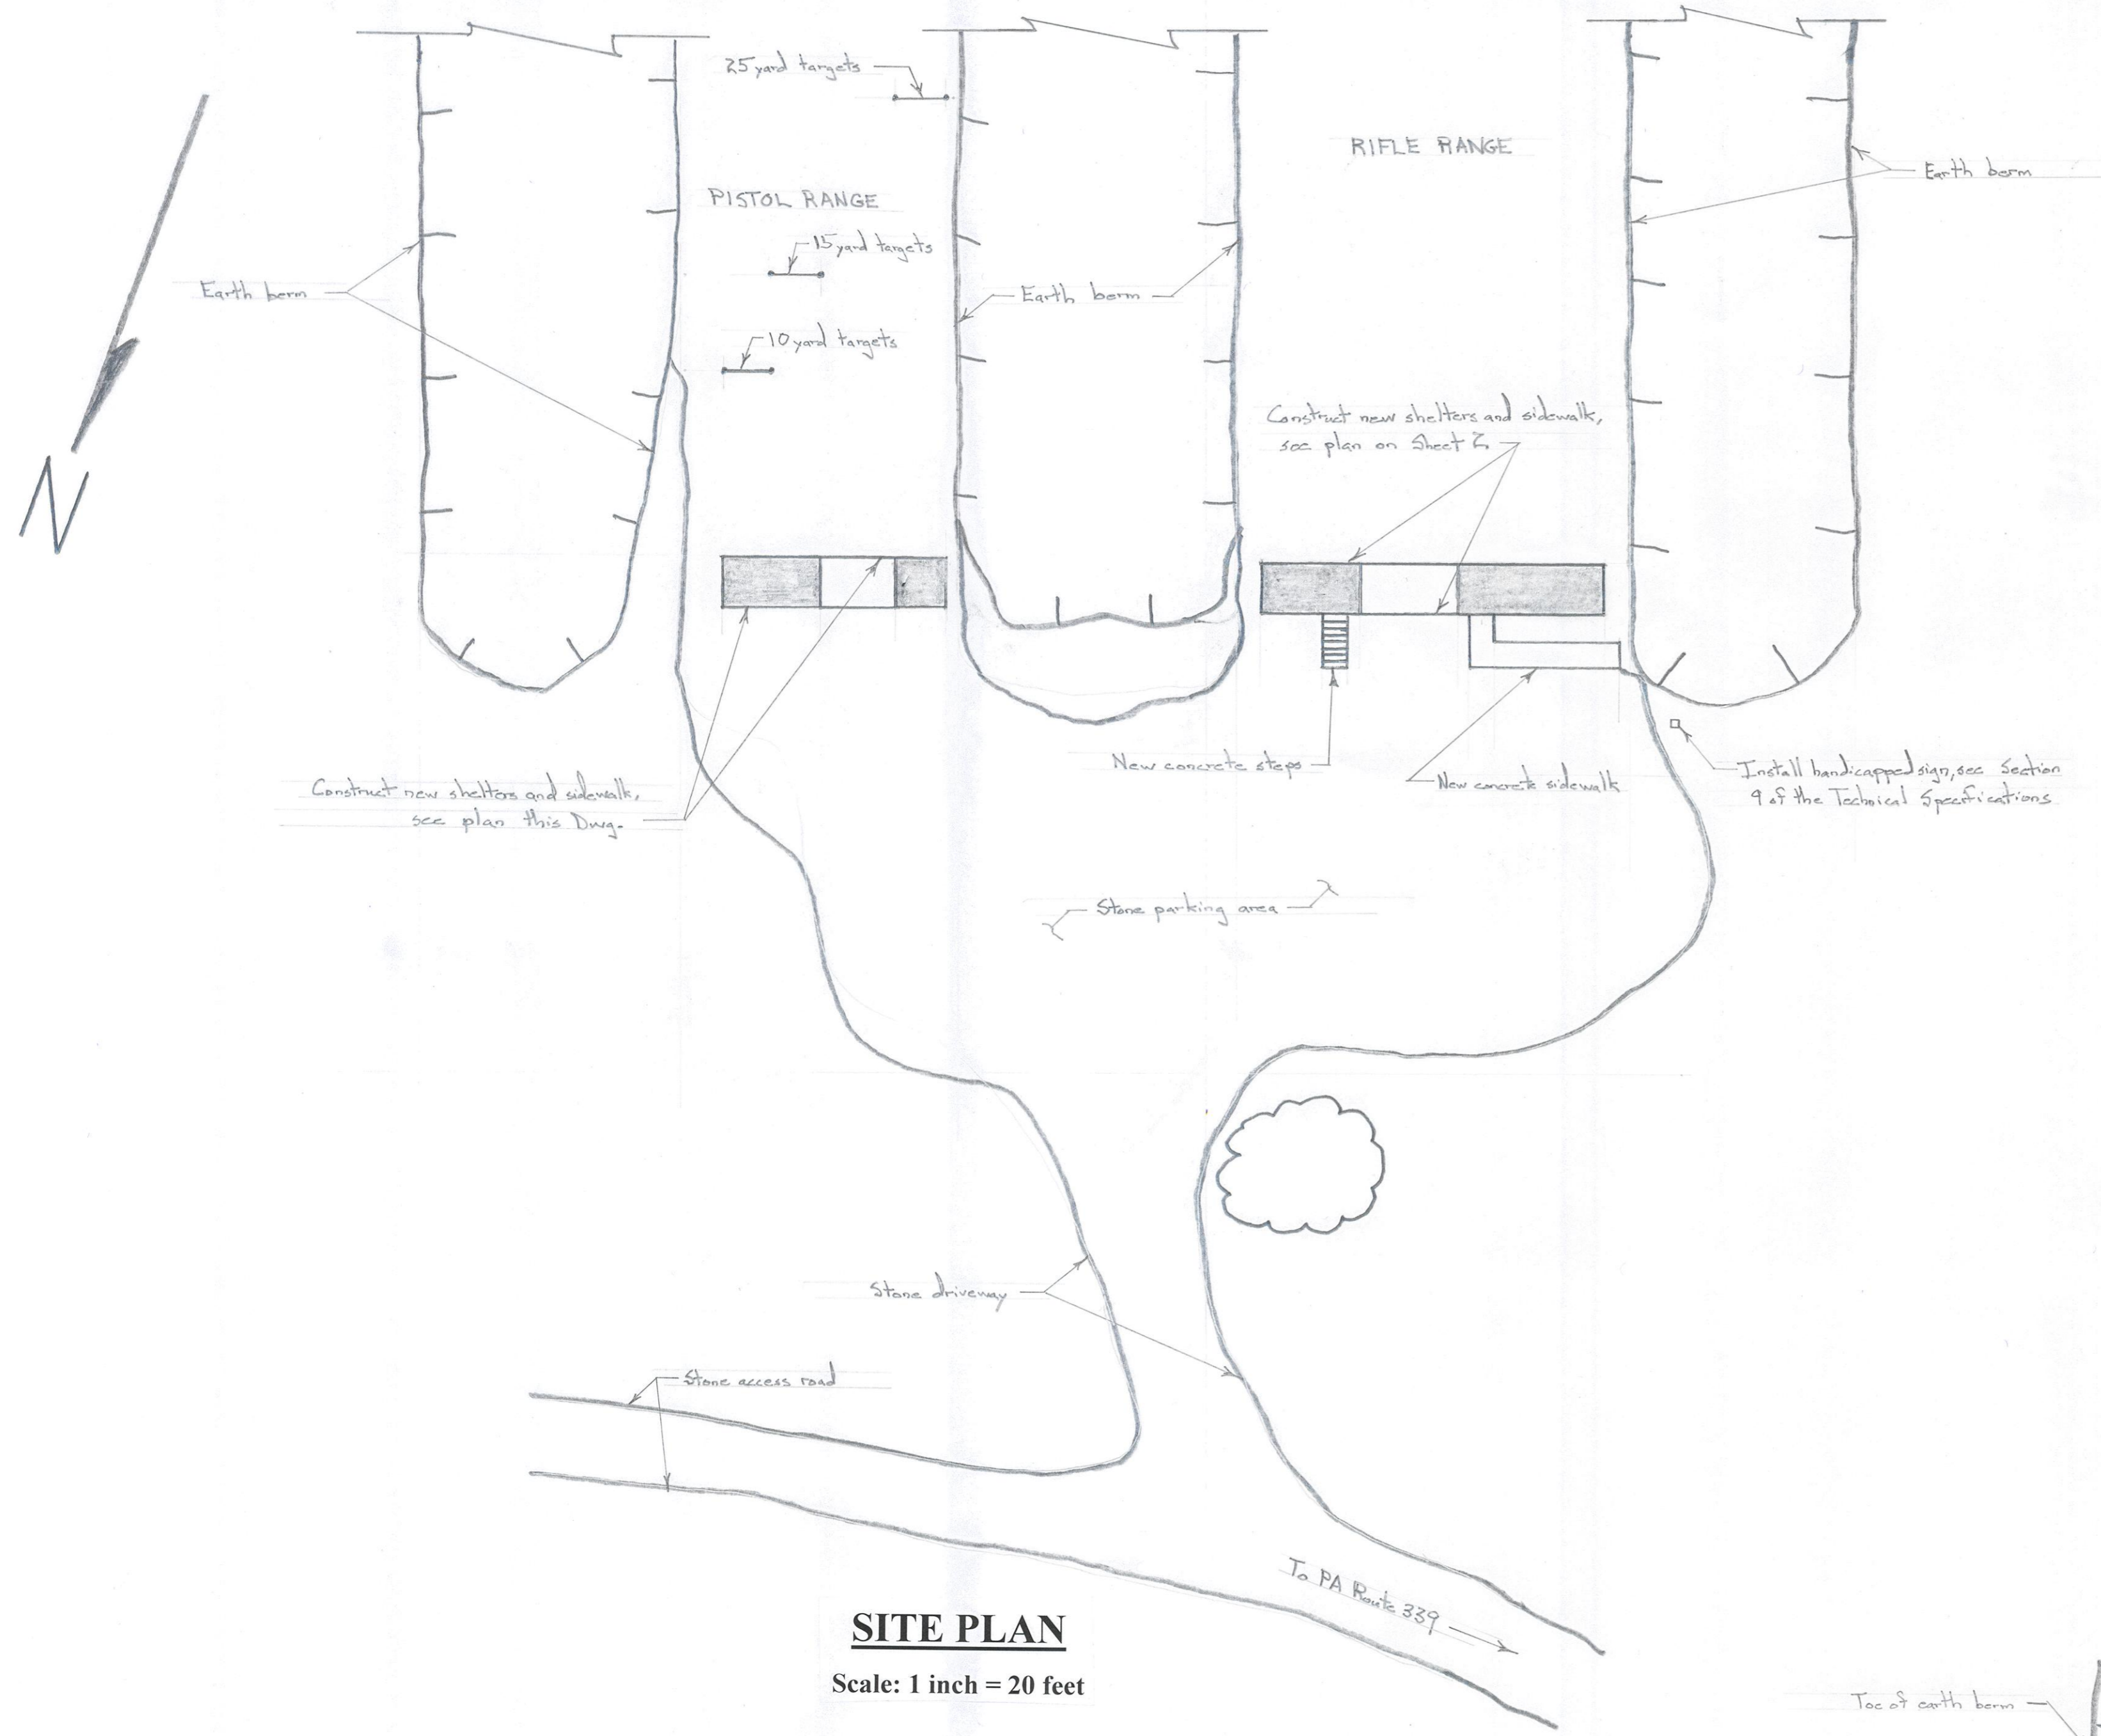 25 yard targets
RIFLE RANGE
Earth berm
PISTOL RANGE
15 yard targets
Earth berm
Earth berm
10 yard targets
Construct new shelters and sidewalk,
see plan on Sheet 2
N
New concrete steps
New concrete sidewalk
Install handicapped sign, see Section
9 of the Technical Specifications
Construct new shelters and sidewalk,
see plan this Dwg.
Stone parking area
Stone driveway
Stone access road
To PA Route 339
SITE PLAN
Scale: 1 inch = 20 feet
Toe of earth berm